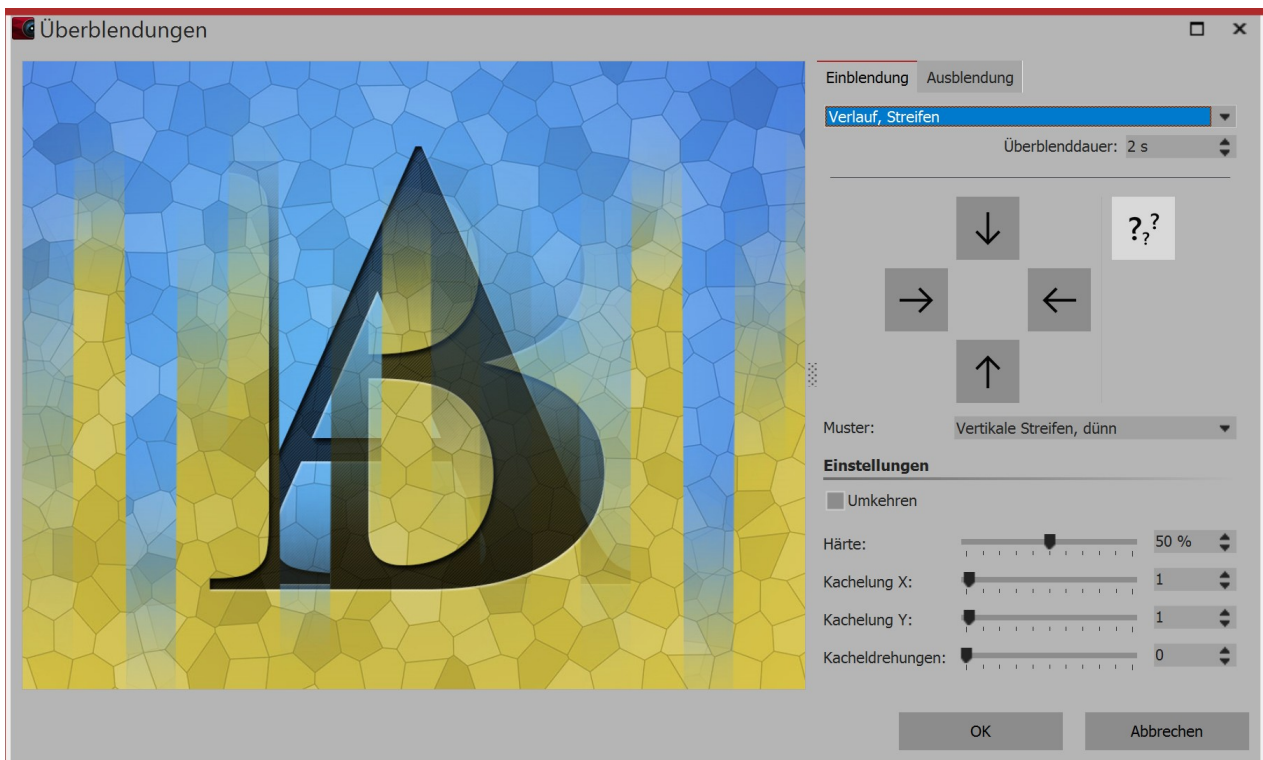 Überblendungen
Einblendung Ausblendung
Verlauf, Streifen
Überblenddauer: 2 s
???
Muster: Vertikale Streifen, dünn
Einstellungen
Umkehren
Härte: 50 %
Kachelung X: 1
Kachelung Y: 1
Kacheldrehungen: 0
OK Abbrechen
A B